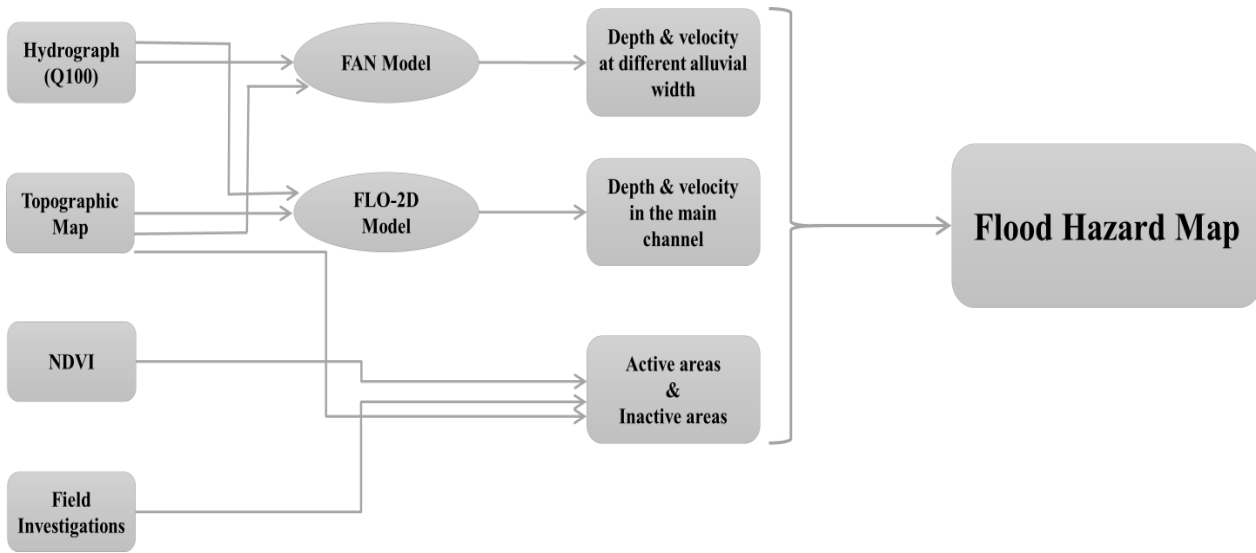 Hydrograph
(Q100)
FAN Model
Depth & velocity
at different alluvial
width
Topographic
Map
FLO-2D
Model
Depth & velocity
in the main
channel
Flood Hazard Map
NDVI
Active areas
&
Inactive areas
Field
Investigations